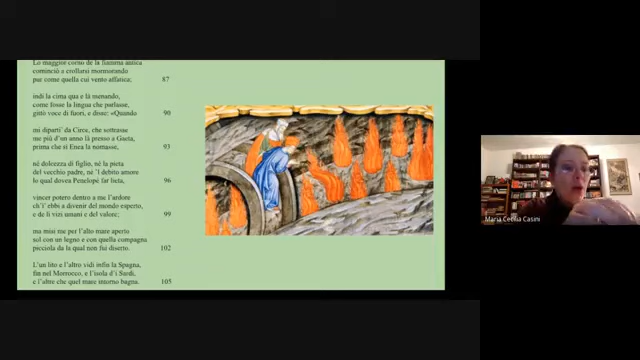 Lo maggior corno de la fiamma antica
cominciò a crollarsi mormorando
pur come quella cui vento affatica; 87
indi la cima qua e là menando,
come fosse la lingua che parlasse,
gittò voce di fuori, e disse: «Quando 90
mi diparti' da Circe, che sottrasse
me più d'un anno là presso a Gaeta,
prima che sì Enea la nomasse, 93
né dolcezza di figlio, né la pieta
del vecchio padre, né 'l debito amore
lo qual dovea Penelopè far lieta, 96
vincer potero dentro a me l'ardore
ch'i' ebbi a divenir del mondo esperto,
e de li vizi umani e del valore; 99
ma misi me per l'alto mare aperto
sol con un legno e con quella compagna
picciola da la qual non fui diserto. 102
L'un lito e l'altro vidi infin la Spagna,
fin nel Morrocco, e l'isola d'i Sardi,
e l'altre che quel mare intorno bagna. 105
Maria Cecilia Casini